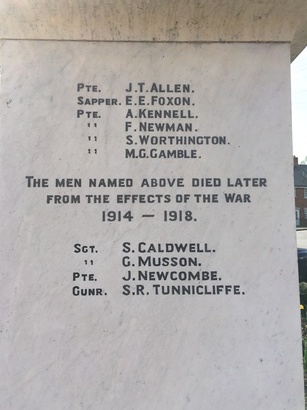 PTE. J.T. ALLEN.
SAPPER. E.E. FOXON.
PTE. A. KENNELL.
" F. NEWMAN.
" S. WORTHINGTON.
" M.G. GAMBLE.
THE MEN NAMED ABOVE DIED LATER
FROM THE EFFECTS OF THE WAR
1914 — 1918.
SGT. S. CALDWELL.
" G. MUSSON.
PTE. J. NEWCOMBE.
GUNR. S.R. TUNNICLIFFE.